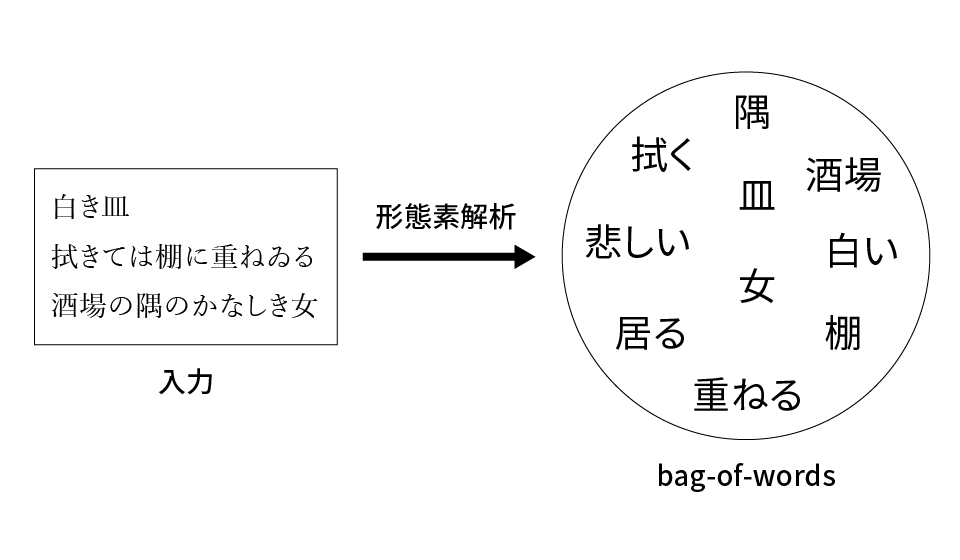 白き皿
拭きては棚に重ねゐる
酒場の隅のかなしき女
入力
形態素解析
隅
拭く
酒場
皿
悲しい
白い
女
居る
棚
重ねる
bag-of-words